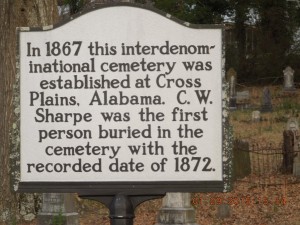 In 1867 this interdenom-
inational cemetery was
established at Cross
Plains, Alabama. C. W.
Sharpe was the first
person buried in the
cemetery with the
recorded date of 1872.